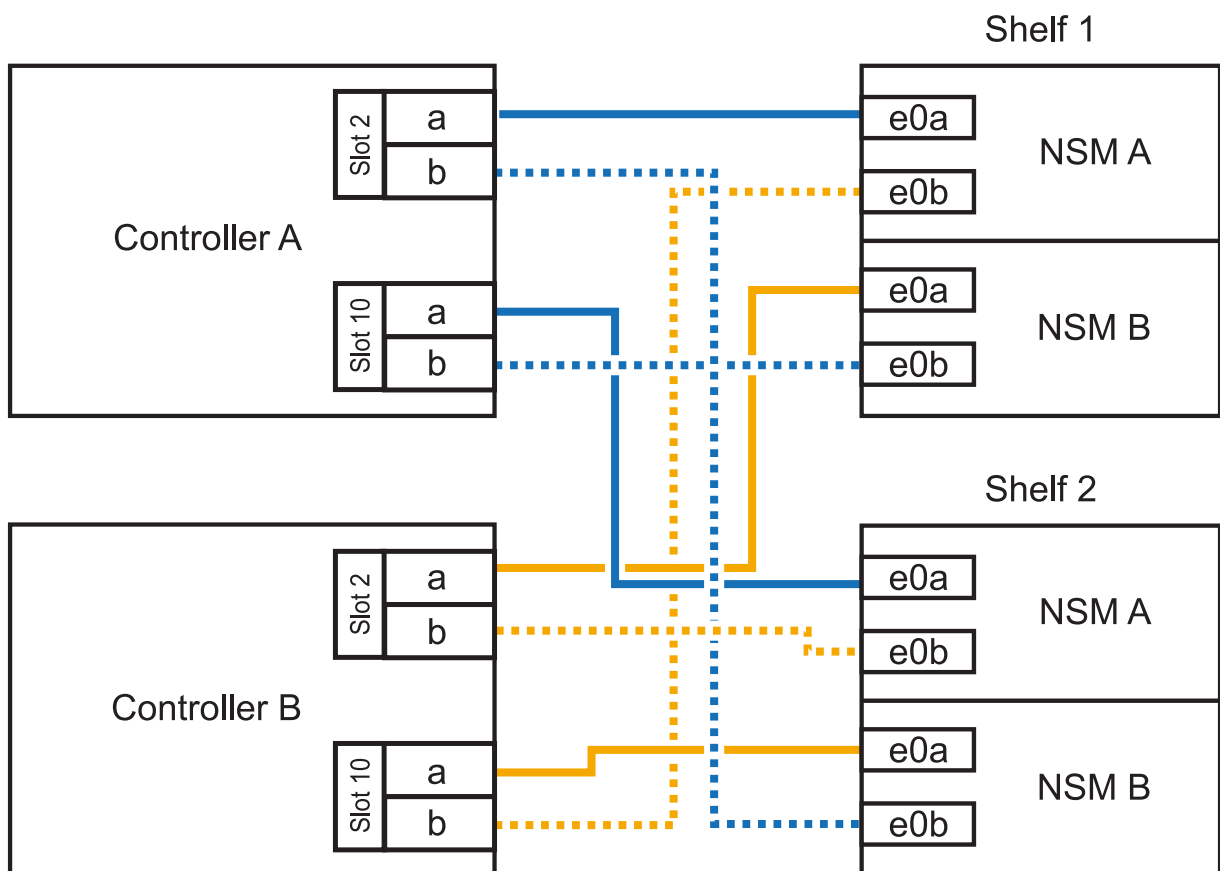 Shelf 1
Slot 2
a
b
Controller A
Slot 10
a
b
e0a
e0b
NSM A
e0a
e0b
NSM B
Shelf 2
Slot 2
a
b
Controller B
Slot 10
a
b
e0a
e0b
NSM A
e0a
e0b
NSM B